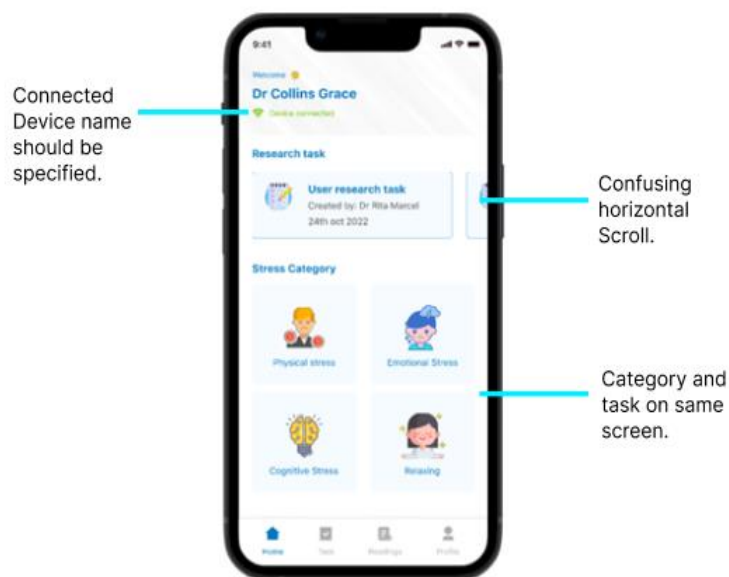 Connected
Device name
should be
specified.
9:41
Welcome
Dr Collins Grace
Device connected
Research task
User research task
Created by: Dr Rita Marcel
24th oct 2022
Stress Category
Physical stress
Emotional Stress
Cognitive Stress
Relaxing
Home
Task
Readings
Profile
Confusing
horizontal
Scroll.
Category and
task on same
screen.